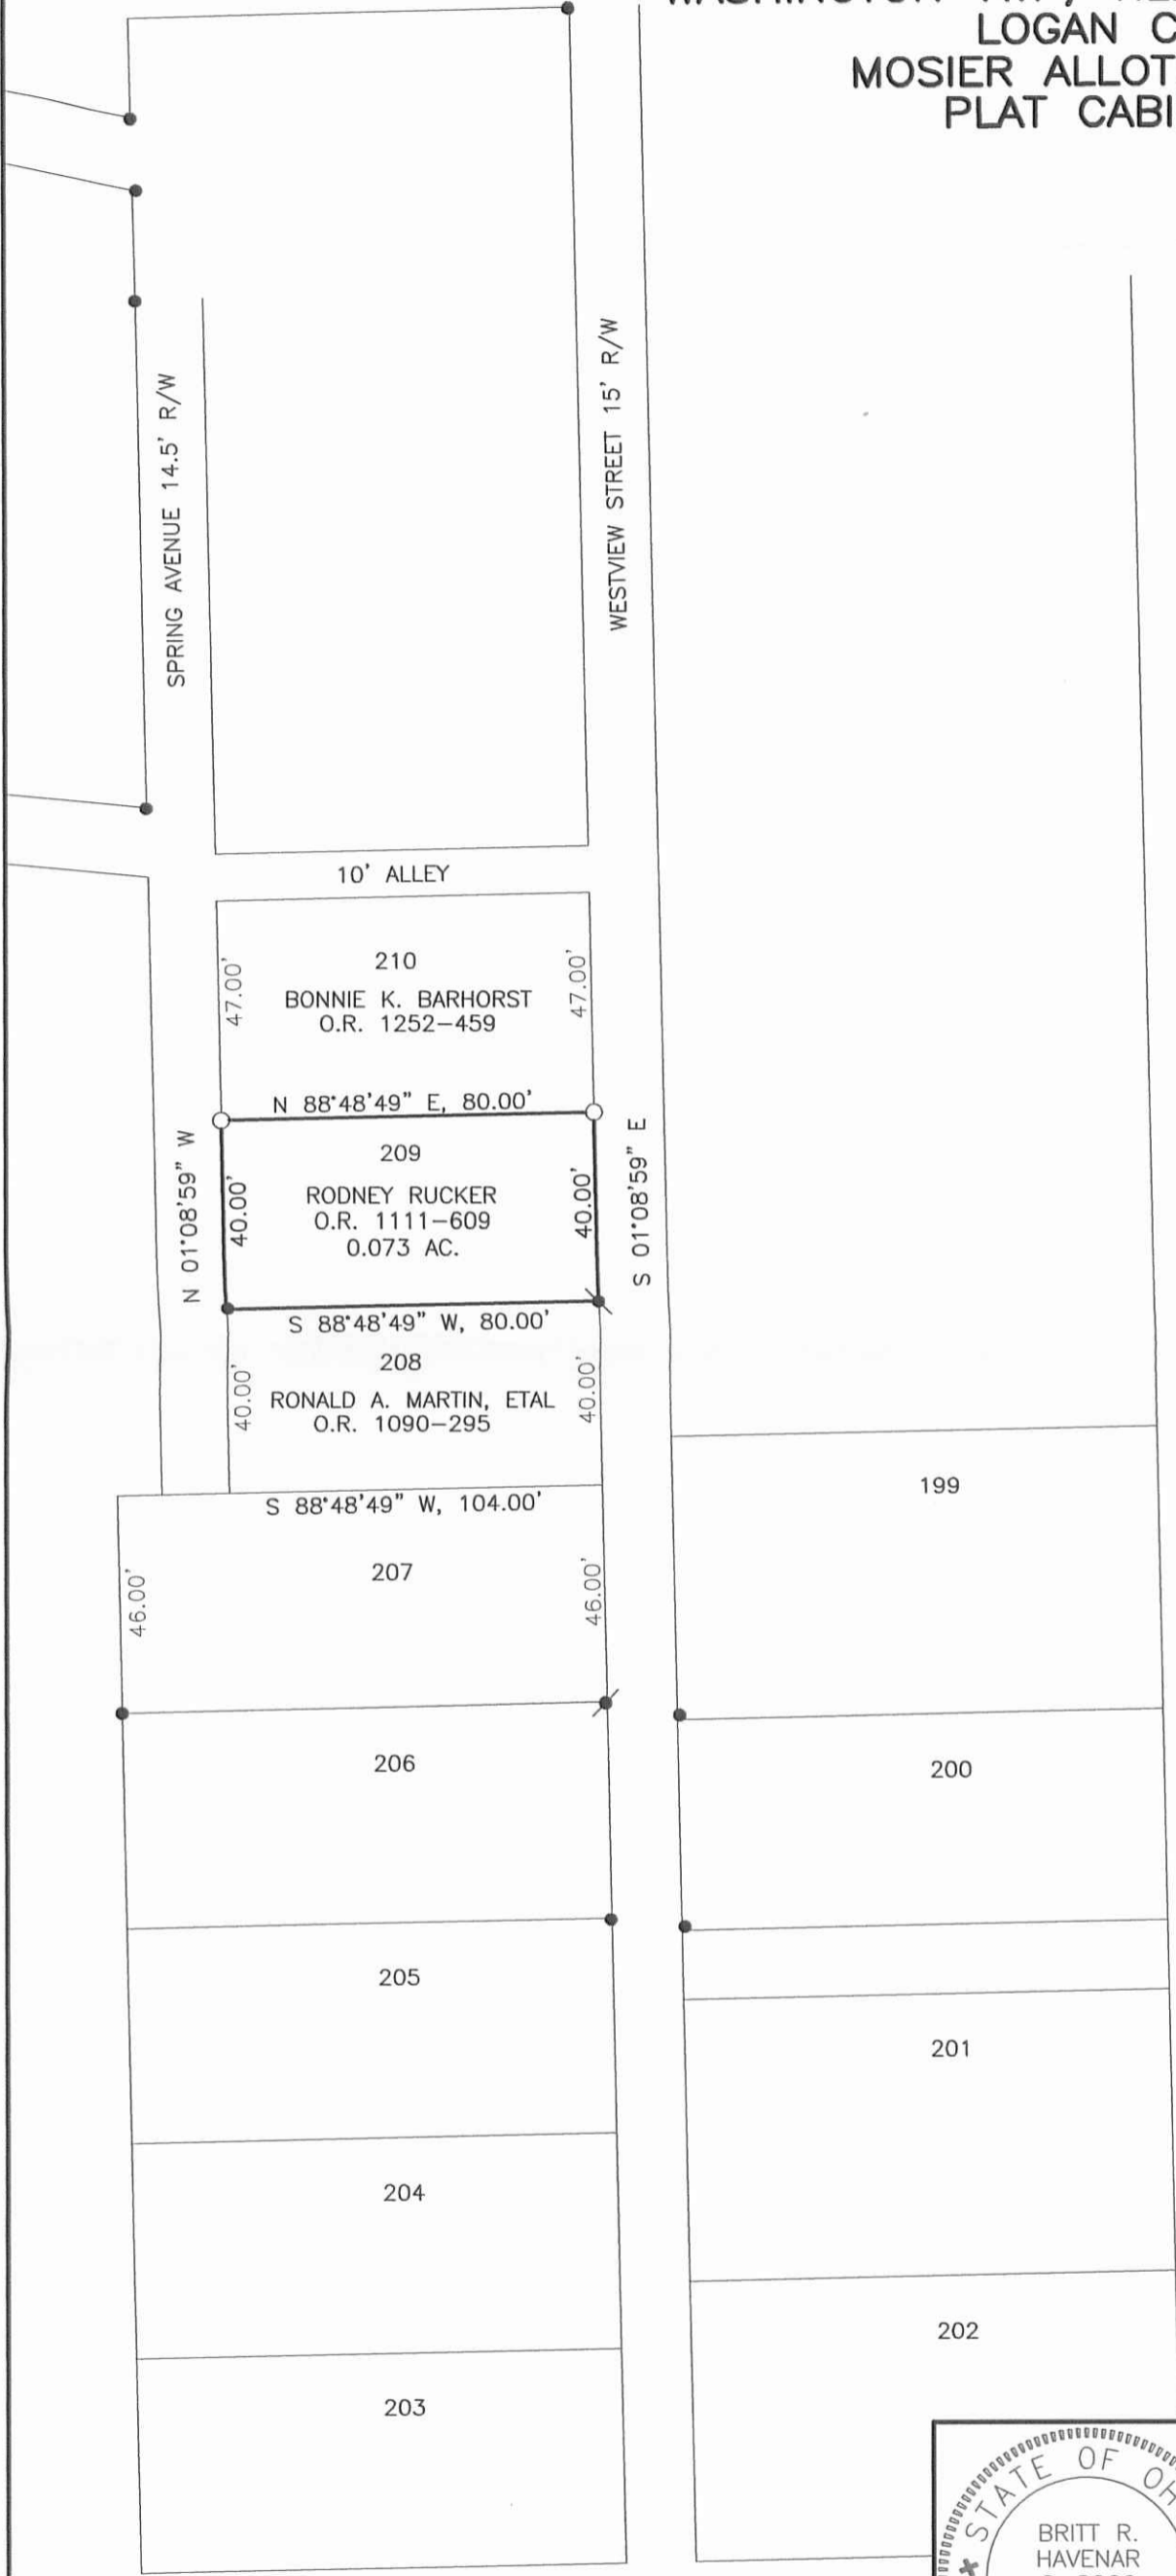 LOGAN
MOSIER ALLOT
PLAT CABI
SPRING AVENUE 14.5' R/W
WESTVIEW STREET 15' R/W
10' ALLEY
47.00'
210
47.00'
BONNIE K. BARHORST
O.R. 1252-459
N 88°48'49" E, 80.00'
N 01°08'59" W
40.00'
209
RODNEY RUCKER
O.R. 1111-609
0.073 AC.
40.00'
S 01°08'59" E
S 88°48'49" W, 80.00'
40.00'
208
RONALD A. MARTIN, ETAL
O.R. 1090-295
40.00'
S 88°48'49" W, 104.00'
199
46.00'
207
46.00'
206
200
205
201
204
202
203
STATE OF OH
BRITT R.
HAVENAR